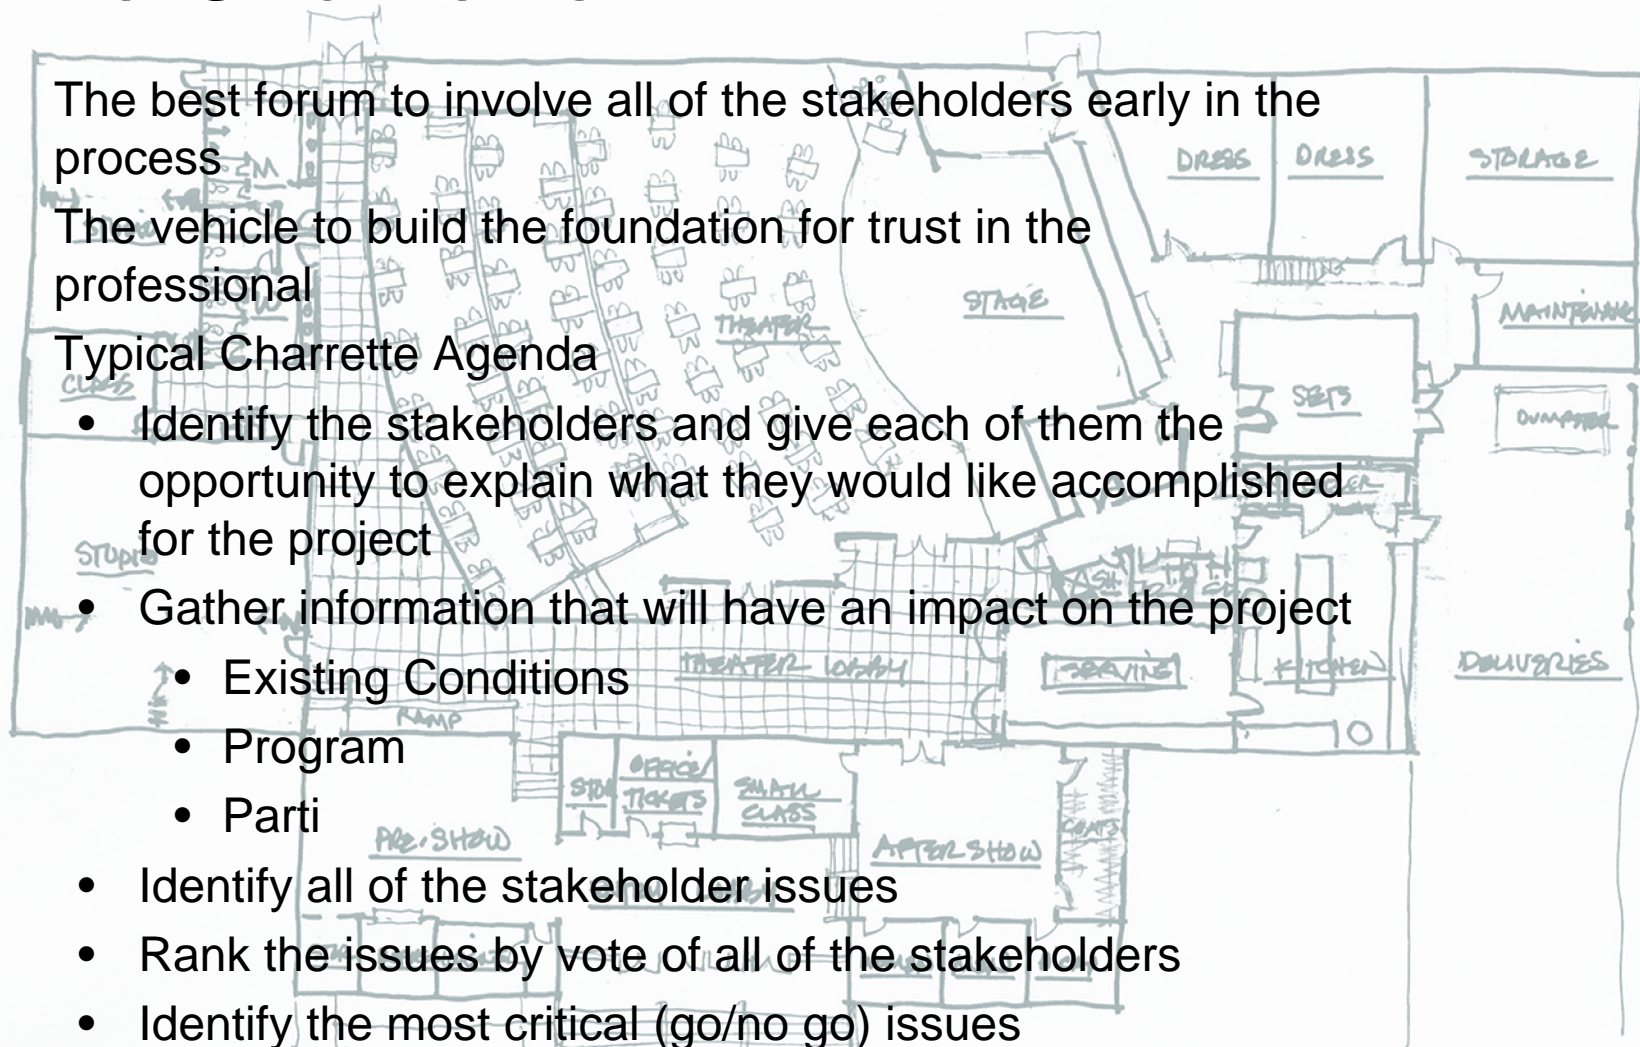 The best forum to involve all of the stakeholders early in the
process
The vehicle to build the foundation for trust in the
professional
Typical Charrette Agenda
• Identify the stakeholders and give each of them the
opportunity to explain what they would like accomplished
for the project
• Gather information that will have an impact on the project
• Existing Conditions
• Program
• Parti
• Identify all of the stakeholder issues
• Rank the issues by vote of all of the stakeholders
• Identify the most critical (go/no go) issues
DRESS DRESS STORAGE
M
W
STAGE
THEATER
CLASS
SETS
DUMPSTER
STUDIO
THEATER LOBBY
SERVING
KITCHEN
DELIVERIES
RAMP
OFFICE/
TICKETS
SMALL
CLASS
PRE-SHOW
AFTER SHOW
COATS